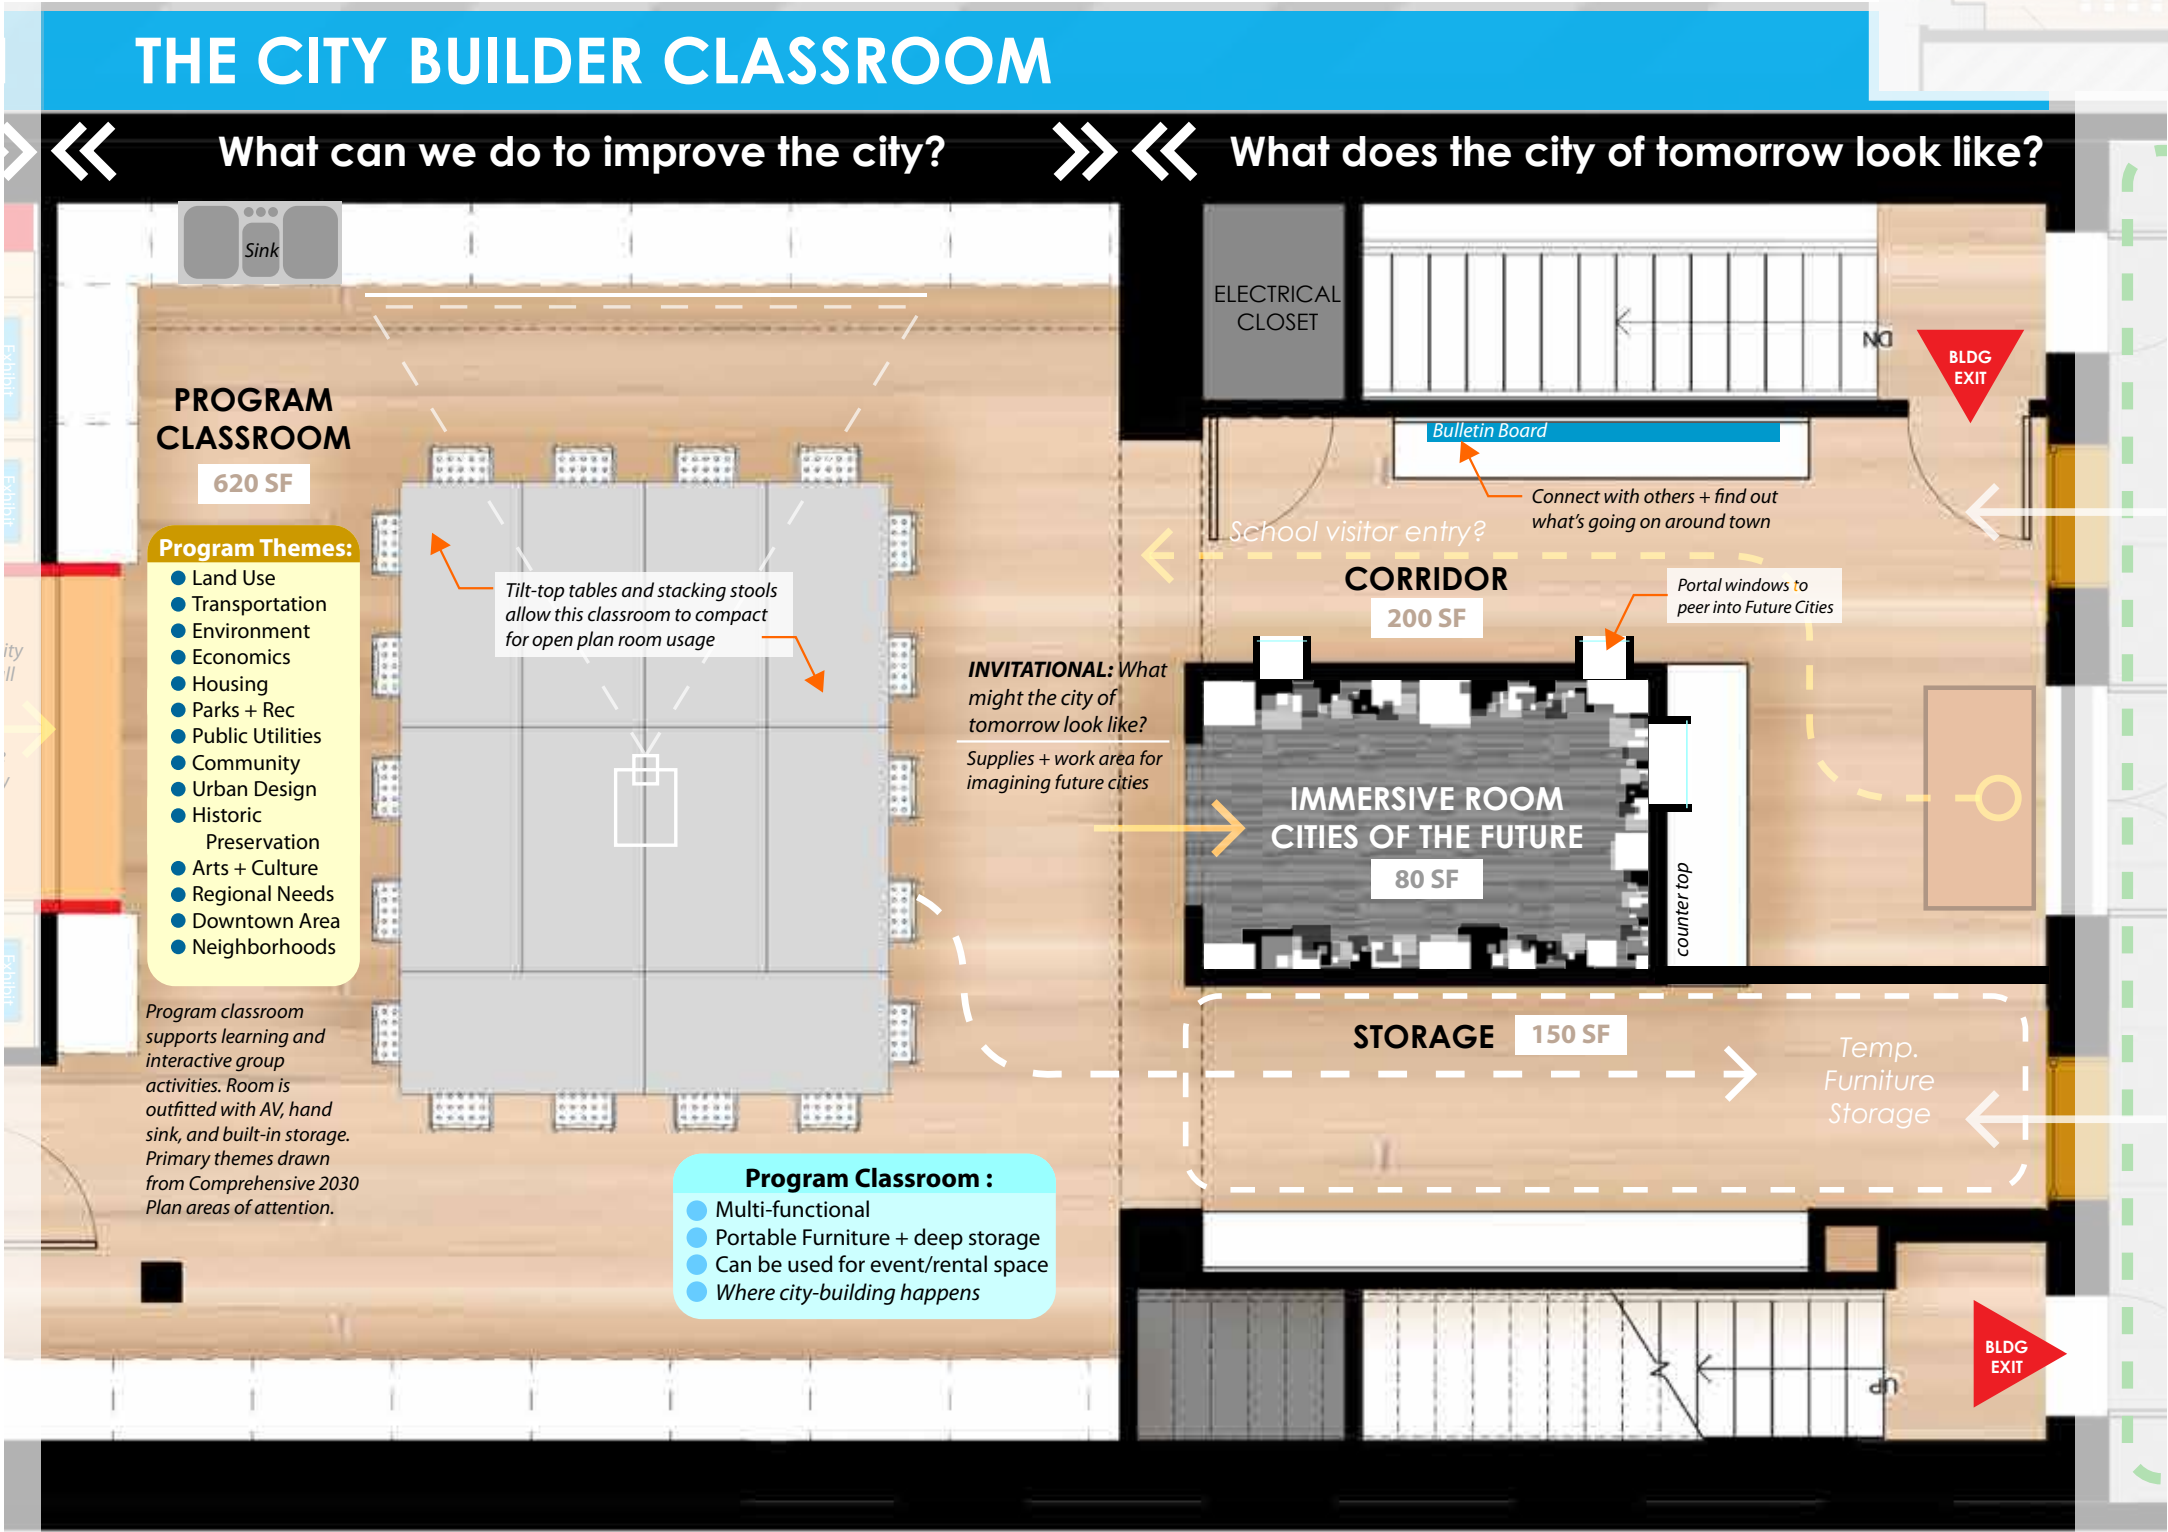 THE CITY BUILDER CLASSROOM
What can we do to improve the city?
What does the city of tomorrow look like?
Sink
ELECTRICAL
CLOSET
DN
BLDG
EXIT
PROGRAM
CLASSROOM
620 SF
Program Themes:
Land Use
Transportation
Environment
Economics
Housing
Parks + Rec
Public Utilities
Community
Urban Design
Historic
Preservation
Arts + Culture
Regional Needs
Downtown Area
Neighborhoods
Program classroom
supports learning and
interactive group
activities. Room is
outfitted with AV, hand
sink, and built-in storage.
Primary themes drawn
from Comprehensive 2030
Plan areas of attention.
Tilt-top tables and stacking stools
allow this classroom to compact
for open plan room usage
Bulletin Board
Connect with others + find out
what's going on around town
School visitor entry?
CORRIDOR
200 SF
Portal windows to
peer into Future Cities
INVITATIONAL: What
might the city of
tomorrow look like?
Supplies + work area for
imagining future cities
IMMERSIVE ROOM
CITIES OF THE FUTURE
80 SF
counter top
STORAGE
150 SF
Temp.
Furniture
Storage
Program Classroom :
Multi-functional
Portable Furniture + deep storage
Can be used for event/rental space
Where city-building happens
UP
BLDG
EXIT
Exhibit
Exhibit
Exhibit